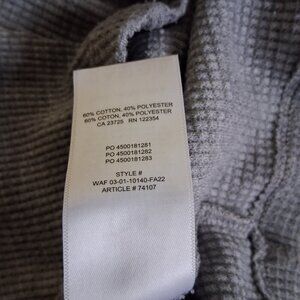 60% COTTON, 40% POLYESTER
60% COTON, 40% POLYESTER
CA 23725 RN 122354
PO 4500181281
PO 4500181282
PO 4500181283
STYLE #
WAF 03-01-10140-FA22
ARTICLE # 74107